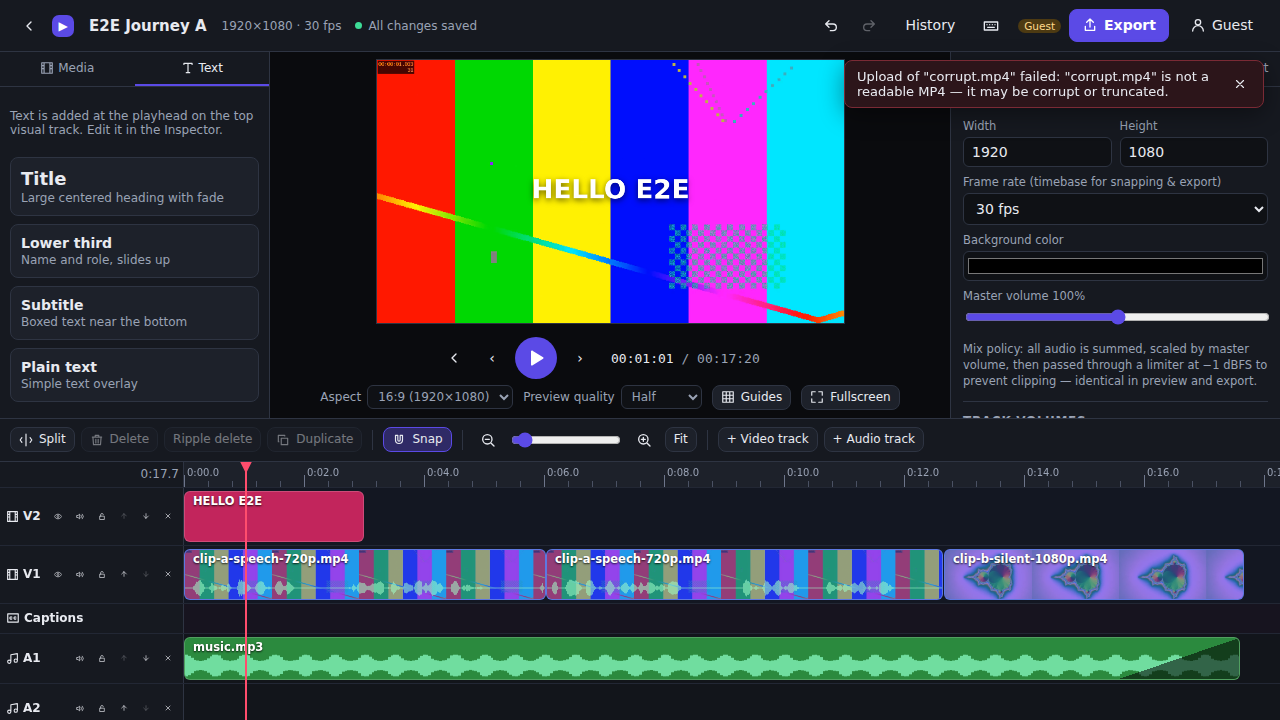 E2E Journey A
1920×1080 · 30 fps
All changes saved
History
Guest
Export
Guest
Media
Text
Text is added at the playhead on the top
visual track. Edit it in the Inspector.
Title
Large centered heading with fade
Lower third
Name and role, slides up
Subtitle
Boxed text near the bottom
Plain text
Simple text overlay
HELLO E2E
Upload of "corrupt.mp4" failed: "corrupt.mp4" is not a
readable MP4 — it may be corrupt or truncated.
Width
Height
1920
1080
Frame rate (timebase for snapping & export)
30 fps
Background color
Master volume 100%
Mix policy: all audio is summed, scaled by master
volume, then passed through a limiter at −1 dBFS to
prevent clipping — identical in preview and export.
TRACK VOLUMES
00:01:01 / 00:17:20
Aspect
16:9 (1920×1080)
Preview quality
Half
Guides
Fullscreen
Split
Delete
Ripple delete
Duplicate
Snap
Fit
+ Video track
+ Audio track
0:17.7
0:00.0
0:02.0
0:04.0
0:06.0
0:08.0
0:10.0
0:12.0
0:14.0
0:16.0
V2
HELLO E2E
V1
clip-a-speech-720p.mp4
clip-a-speech-720p.mp4
clip-b-silent-1080p.mp4
Captions
A1
music.mp3
A2